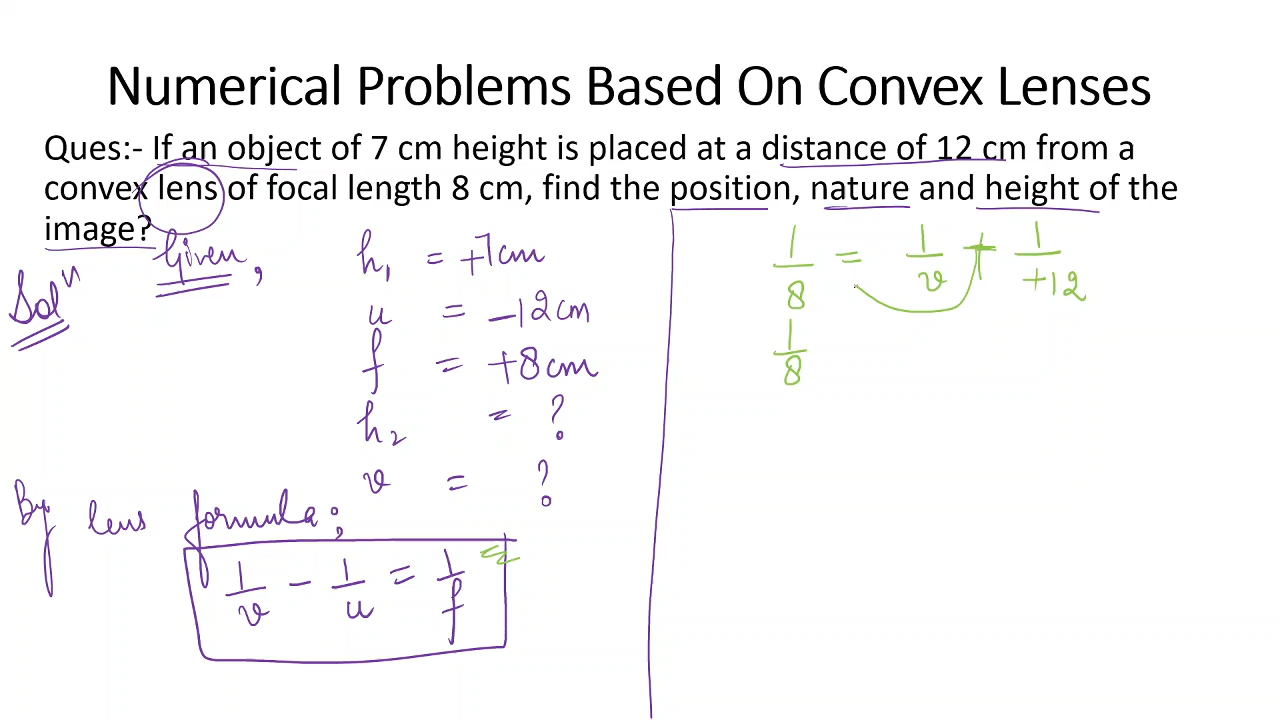 Numerical Problems Based On Convex Lenses
Ques:- If an object of 7 cm height is placed at a distance of 12 cm from a
convex lens of focal length 8 cm, find the position, nature and height of the
image?
Solⁿ
Given,
h₁ = +7cm
u = -12cm
f = +8cm
h₂ = ?
v = ?
By lens formula;
1/v - 1/u = 1/f
1/8 = 1/v + 1/+12
1/8